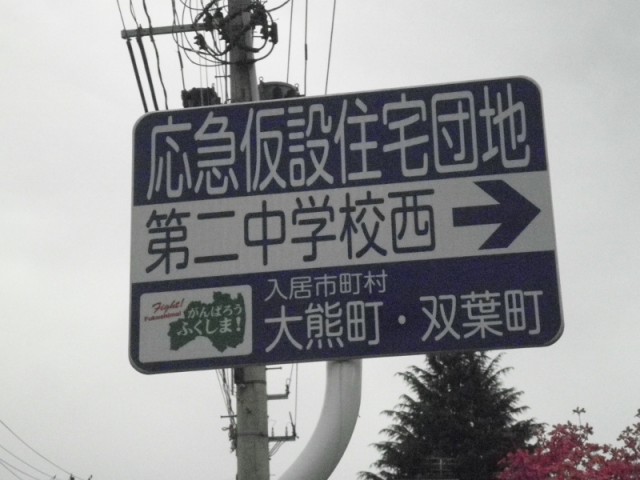 応急仮設住宅団地
第二中学校西
入居市町村
大熊町・双葉町
Fight!
Fukushima!
がんばろう
ふくしま!